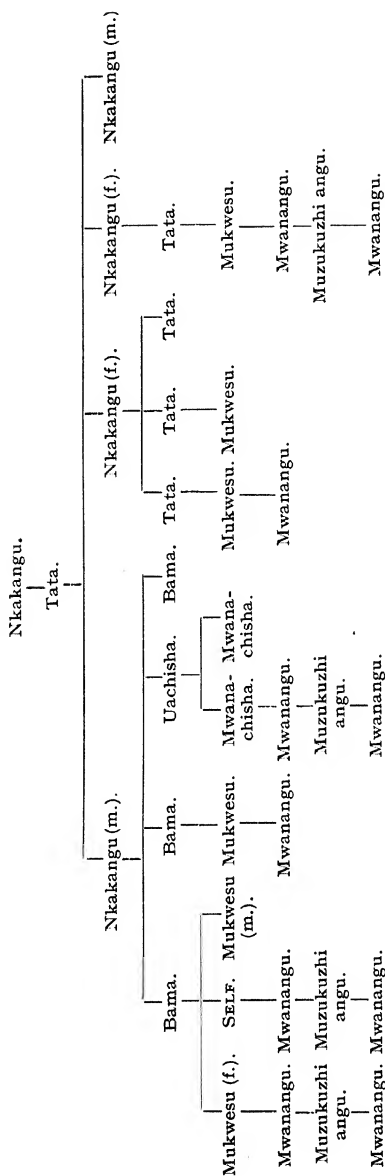 Nkakangu.
Tata.
Nkakangu (m.). Nkakangu (f.). Nkakangu (f.). Nkakangu (m.)
Bama. Bama. Uachisha. Bama. Tata. Tata. Tata. Tata.
Mukwesu (f.). SELF. Mukwesu Mukwesu Mwana- Mwana- Mukwesu. Mukwesu. Mukwesu.
(m.). chisha. chisha.
Mwanangu. Mwanangu. Mwanangu. Mwanangu. Mwanangu. Mwanangu.
Muzukuzhi Muzukuzhi Muzukuzhi Muzukuzhi angu.
angu. angu. angu.
Mwanangu. Mwanangu. Mwanangu. Mwanangu.